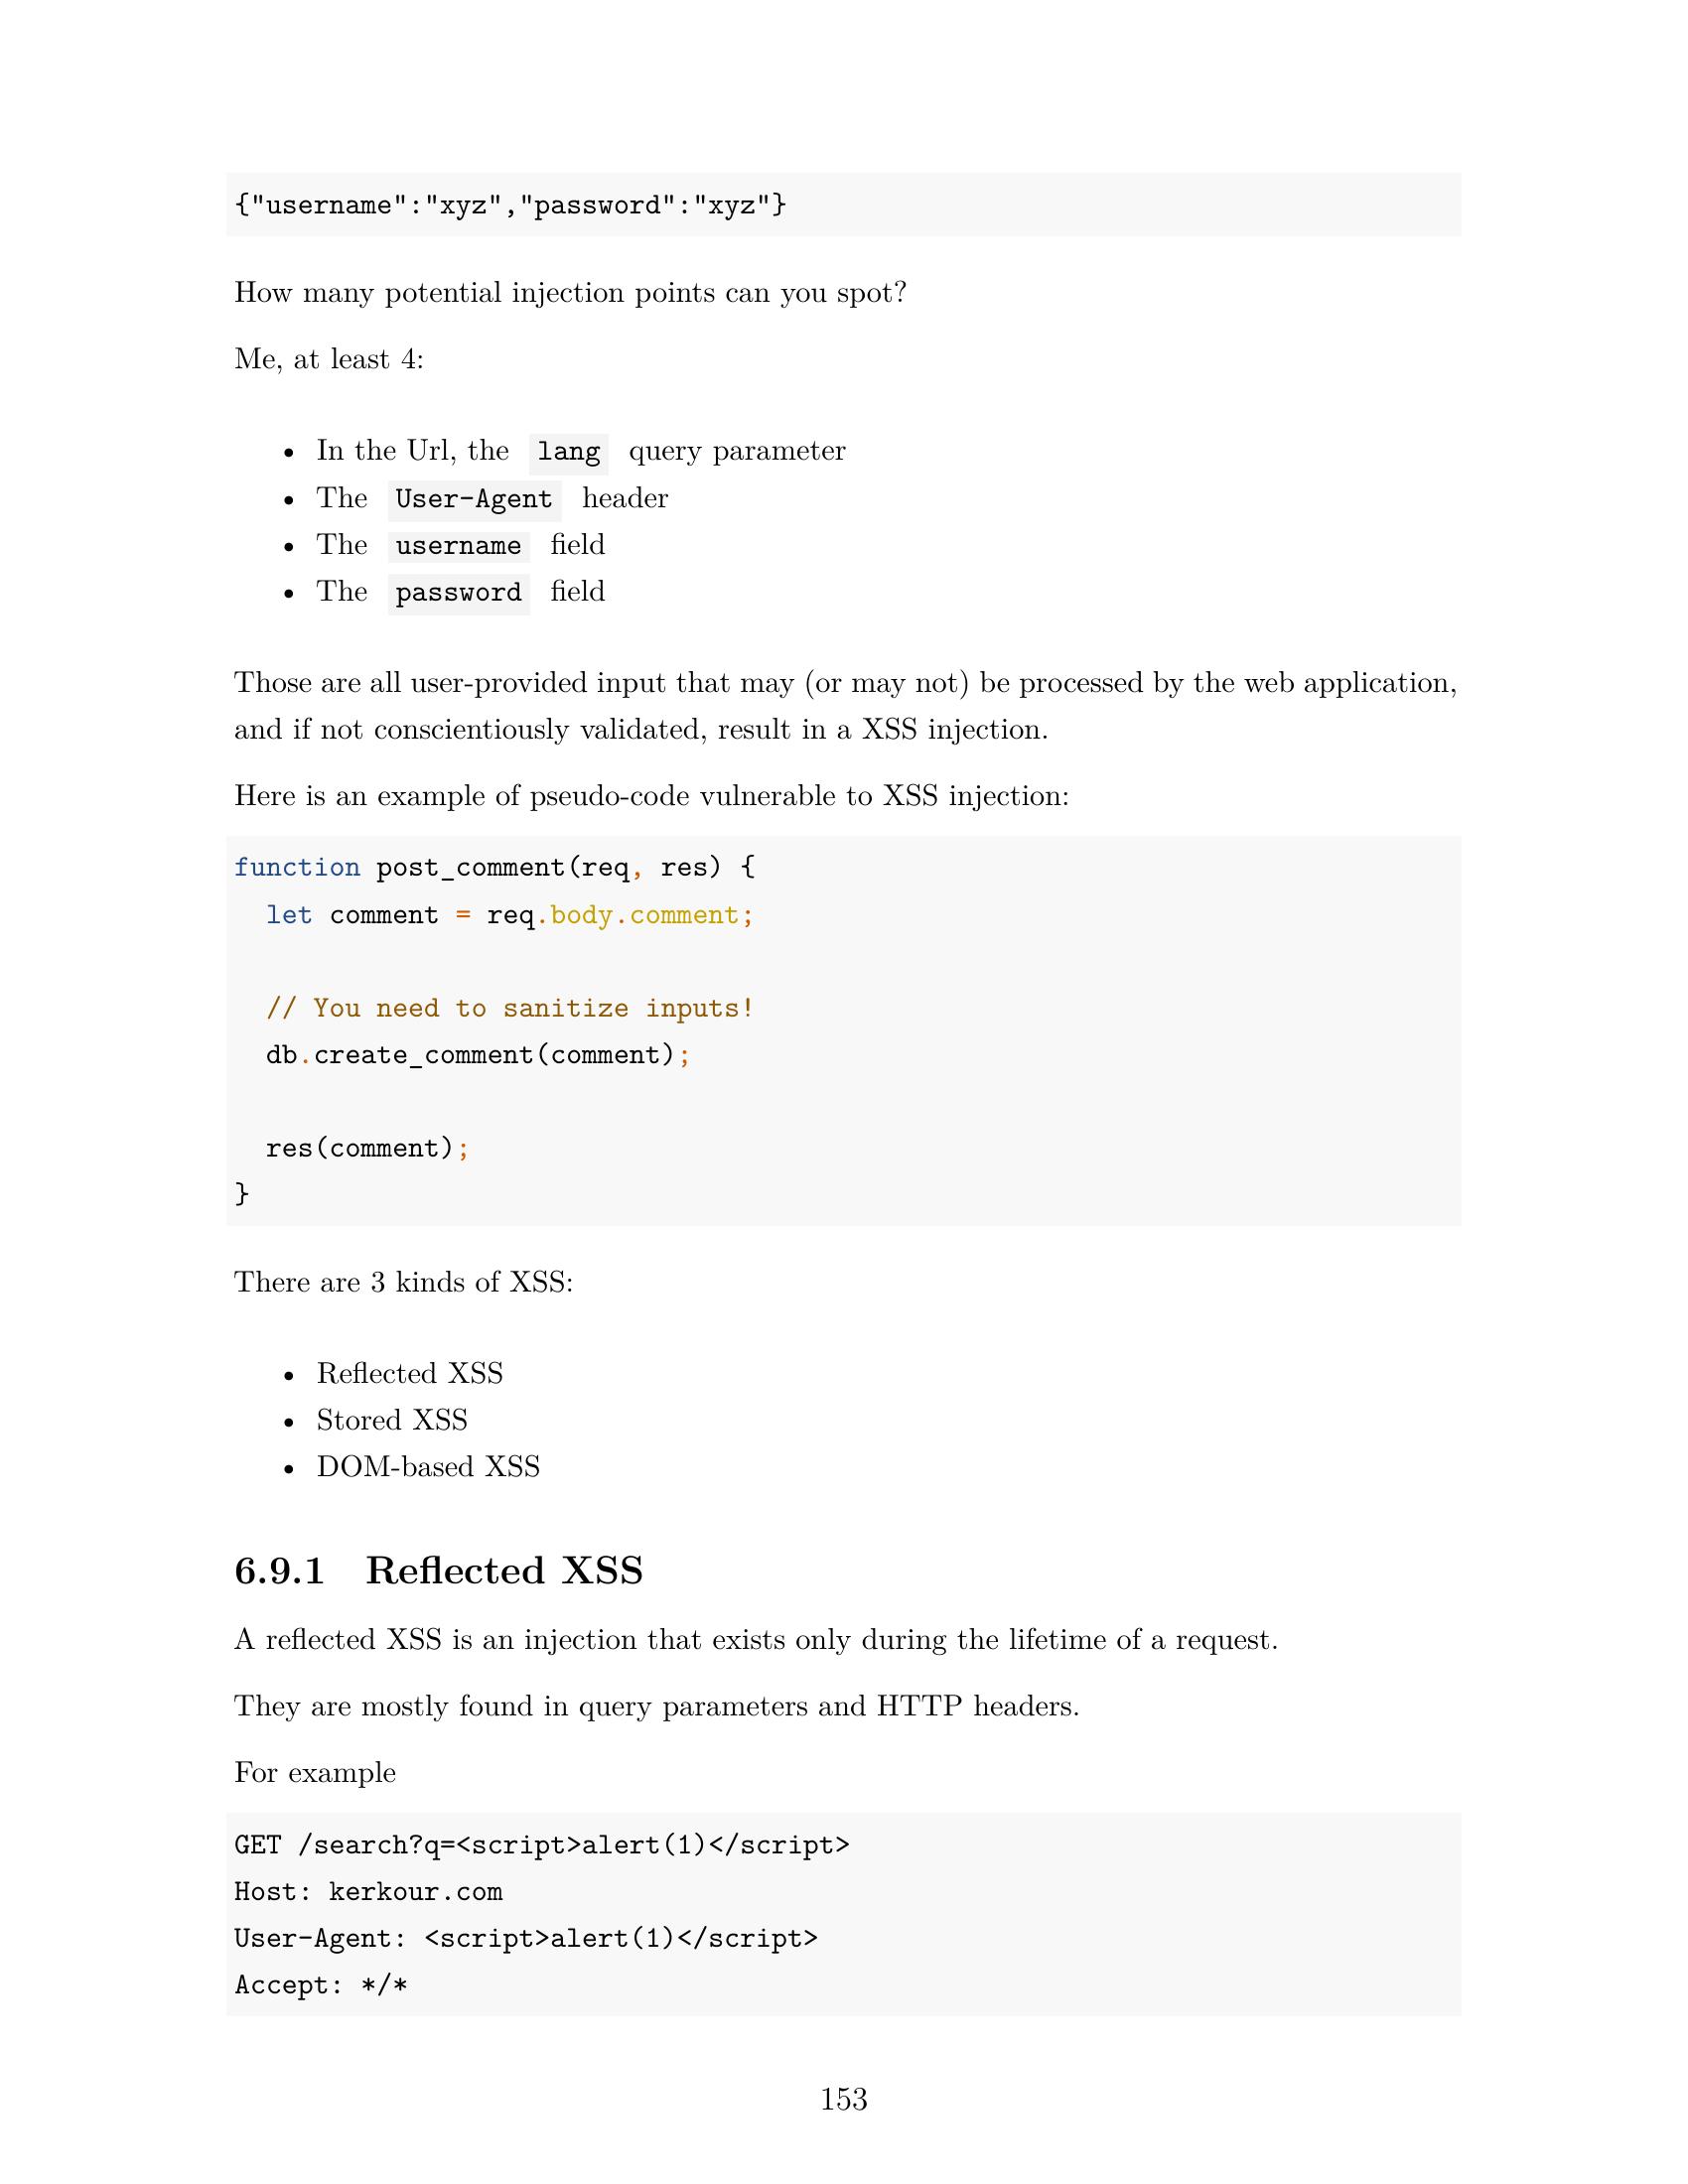 {"username":"xyz","password":"xyz"}
How many potential injection points can you spot?
Me, at least 4:
• In the Url, the lang query parameter
• The User-Agent header
• The username field
• The password field
Those are all user-provided input that may (or may not) be processed by the web application,
and if not conscientiously validated, result in a XSS injection.
Here is an example of pseudo-code vulnerable to XSS injection:
function post_comment(req, res) {
  let comment = req.body.comment;
  // You need to sanitize inputs!
  db.create_comment(comment);
  res(comment);
}
There are 3 kinds of XSS:
• Reflected XSS
• Stored XSS
• DOM-based XSS
6.9.1 Reflected XSS
A reflected XSS is an injection that exists only during the lifetime of a request.
They are mostly found in query parameters and HTTP headers.
For example
GET /search?q=<script>alert(1)</script>
Host: kerkour.com
User-Agent: <script>alert(1)</script>
Accept: */*
153